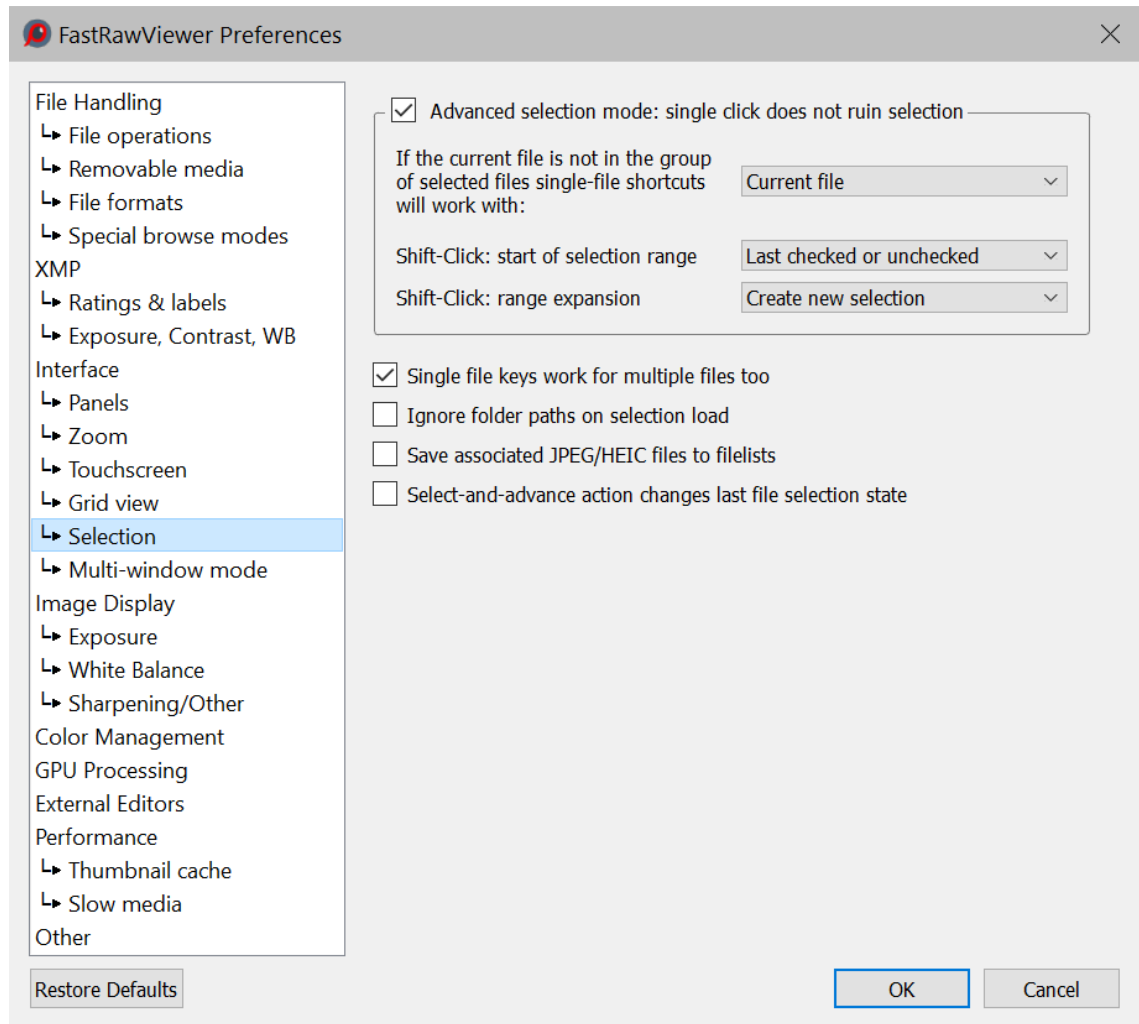 FastRawViewer Preferences
File Handling
File operations
Removable media
File formats
Special browse modes
XMP
Ratings & labels
Exposure, Contrast, WB
Interface
Panels
Zoom
Touchscreen
Grid view
Selection
Multi-window mode
Image Display
Exposure
White Balance
Sharpening/Other
Color Management
GPU Processing
External Editors
Performance
Thumbnail cache
Slow media
Other
Advanced selection mode: single click does not ruin selection
If the current file is not in the group
of selected files single-file shortcuts
will work with:
Current file
Shift-Click: start of selection range
Last checked or unchecked
Shift-Click: range expansion
Create new selection
Single file keys work for multiple files too
Ignore folder paths on selection load
Save associated JPEG/HEIC files to filelists
Select-and-advance action changes last file selection state
Restore Defaults
OK
Cancel